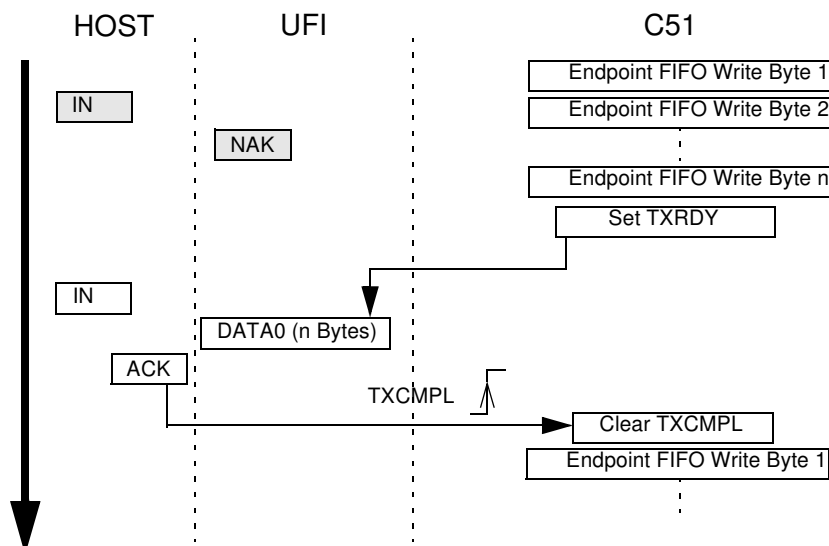 HOST UFI C51
Endpoint FIFO Write Byte 1
IN
Endpoint FIFO Write Byte 2
NAK
Endpoint FIFO Write Byte n
Set TXRDY
IN
DATA0 (n Bytes)
ACK
TXCMPL
Clear TXCMPL
Endpoint FIFO Write Byte 1